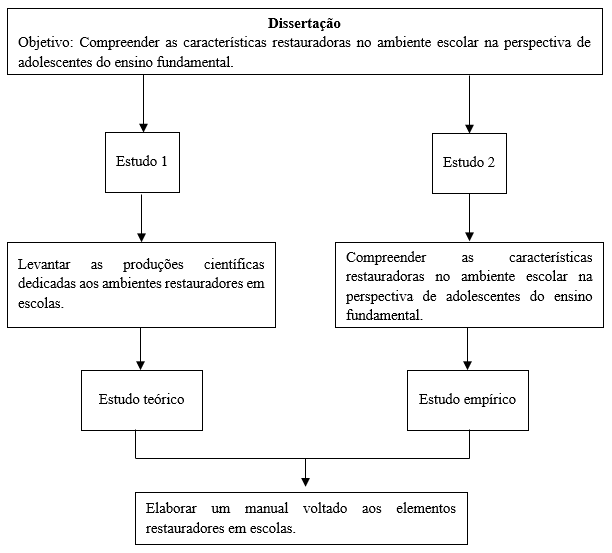 Dissertação
Objetivo: Compreender as características restauradoras no ambiente escolar na perspectiva de
adolescentes do ensino fundamental.
Estudo 1
Estudo 2
Levantar as produções científicas
dedicadas aos ambientes restauradores em
escolas.
Compreender as características
restauradoras no ambiente escolar na
perspectiva de adolescentes do ensino
fundamental.
Estudo teórico
Estudo empírico
Elaborar um manual voltado aos elementos
restauradores em escolas.